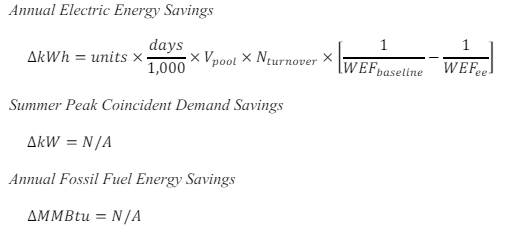 Annual Electric Energy Savings
ΔkWh = units × days/1,000 × V_pool × N_turnover × [1/WEF_baseline − 1/WEF_ee]
Summer Peak Coincident Demand Savings
ΔkW = N/A
Annual Fossil Fuel Energy Savings
ΔMMBtu = N/A